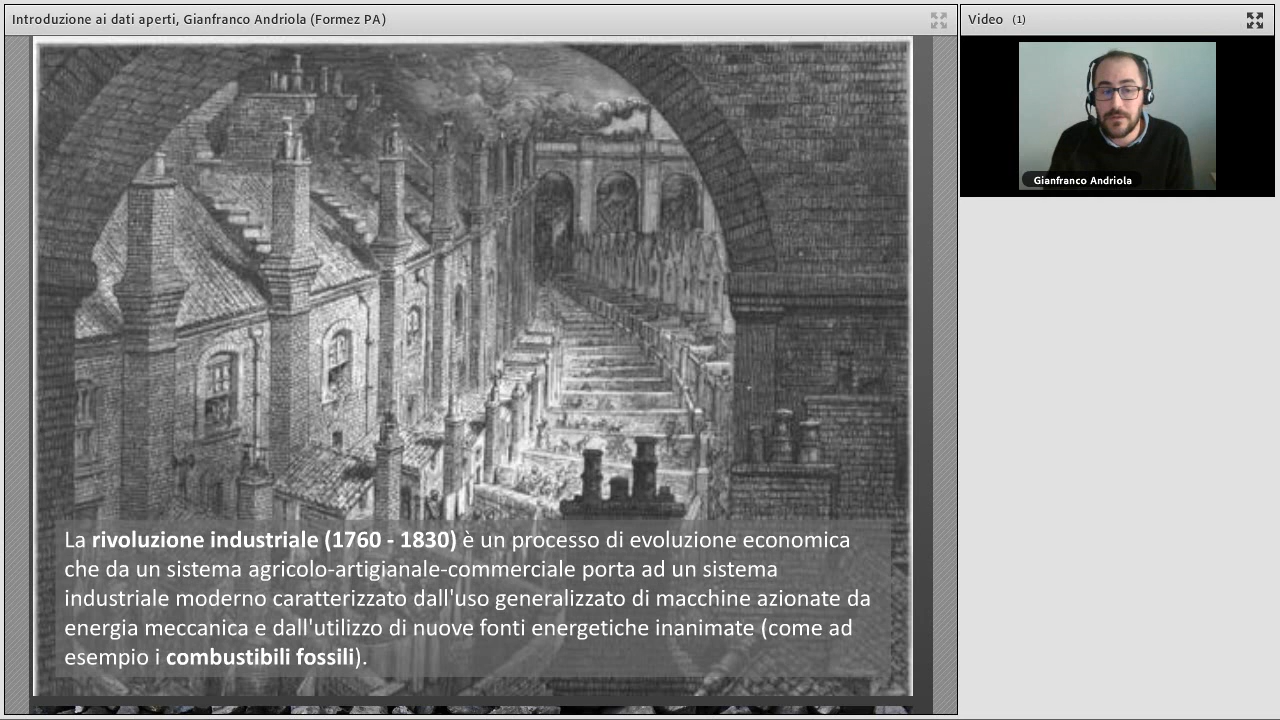 Introduzione ai dati aperti, Gianfranco Andriola (Formez PA)
Video (1)
Gianfranco Andriola
La rivoluzione industriale (1760 - 1830) è un processo di evoluzione economica
che da un sistema agricolo-artigianale-commerciale porta ad un sistema
industriale moderno caratterizzato dall'uso generalizzato di macchine azionate da
energia meccanica e dall'utilizzo di nuove fonti energetiche inanimate (come ad
esempio i combustibili fossili).